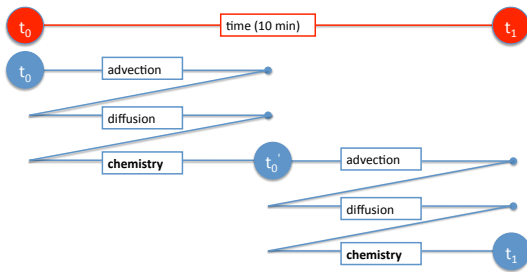 t0 time (10 min) t1
t0 advection
diffusion
chemistry t0' advection
diffusion
chemistry t1